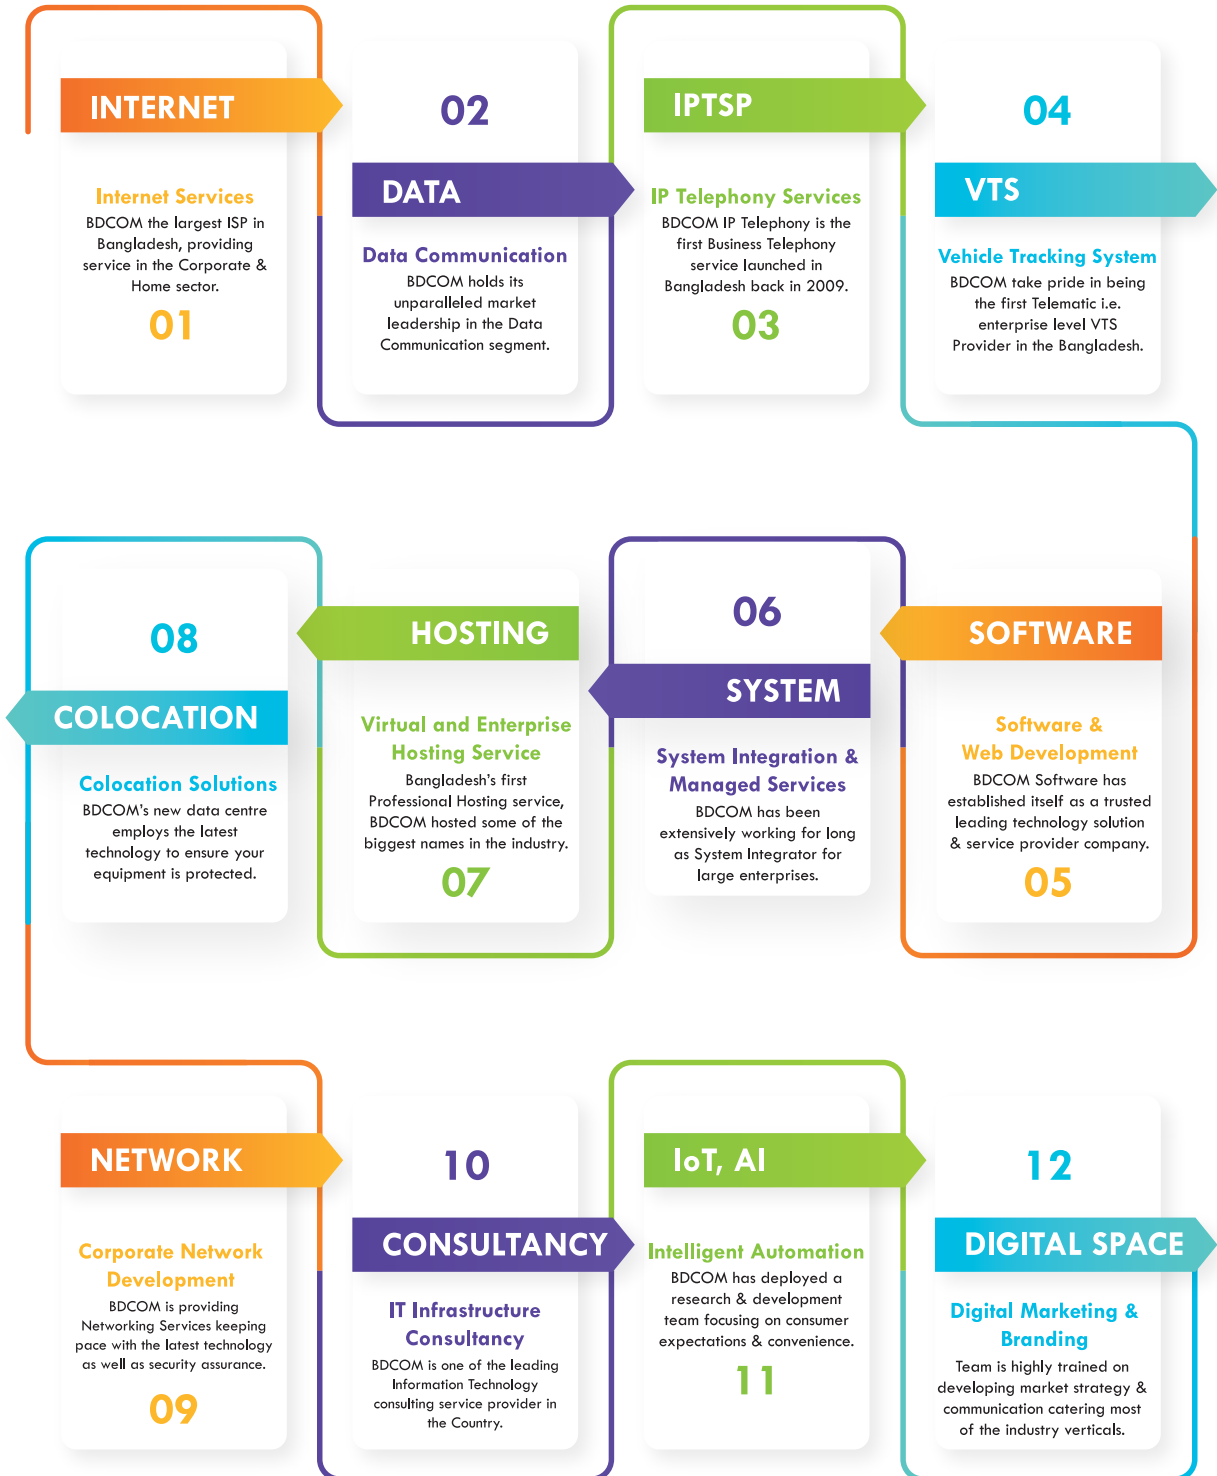 INTERNET
Internet Services
BDCOM the largest ISP in
Bangladesh, providing
service in the Corporate &
Home sector.
01
02
DATA
Data Communication
BDCOM holds its
unparalleled market
leadership in the Data
Communication segment.
IPTSP
IP Telephony Services
BDCOM IP Telephony is the
first Business Telephony
service launched in
Bangladesh back in 2009.
03
04
VTS
Vehicle Tracking System
BDCOM take pride in being
the first Telematic i.e.
enterprise level VTS
Provider in the Bangladesh.
SOFTWARE
Software &
Web Development
BDCOM Software has
established itself as a trusted
leading technology solution
& service provider company.
05
06
SYSTEM
System Integration &
Managed Services
BDCOM has been
extensively working for long
as System Integrator for
large enterprises.
HOSTING
Virtual and Enterprise
Hosting Service
Bangladesh's first
Professional Hosting service,
BDCOM hosted some of the
biggest names in the industry.
07
08
COLOCATION
Colocation Solutions
BDCOM's new data centre
employs the latest
technology to ensure your
equipment is protected.
NETWORK
Corporate Network
Development
BDCOM is providing
Networking Services keeping
pace with the latest technology
as well as security assurance.
09
10
CONSULTANCY
IT Infrastructure
Consultancy
BDCOM is one of the leading
Information Technology
consulting service provider in
the Country.
IoT, AI
Intelligent Automation
BDCOM has deployed a
research & development
team focusing on consumer
expectations & convenience.
11
12
DIGITAL SPACE
Digital Marketing &
Branding
Team is highly trained on
developing market strategy &
communication catering most
of the industry verticals.